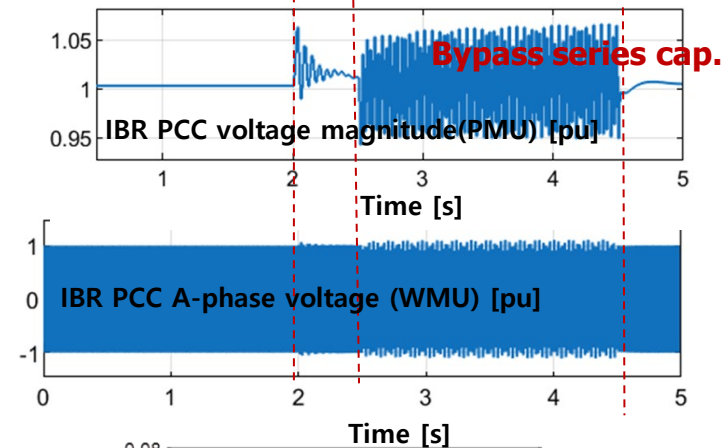 1.05
Bypass series cap.
1
IBR PCC voltage magnitude(PMU) [pu]
0.95
1 2 3 4 5
Time [s]
1
IBR PCC A-phase voltage (WMU) [pu]
0
-1
0 1 2 3 4 5
Time [s]